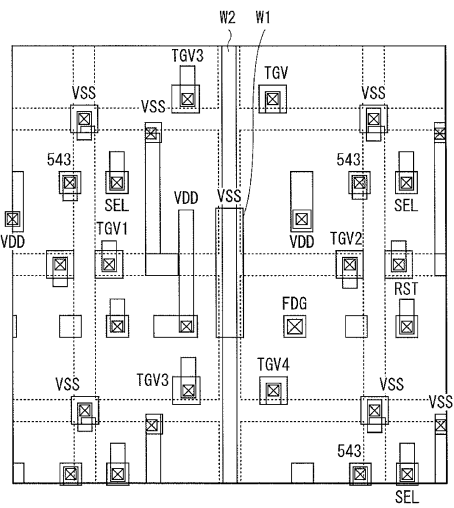 W2 W1
TGV3 TGV
VSS VSS VSS
543 543
SEL SEL
VDD VSS
VDD TGV1 VDD TGV2
RST
FDG
TGV3 TGV4
VSS VSS VSS
543
SEL